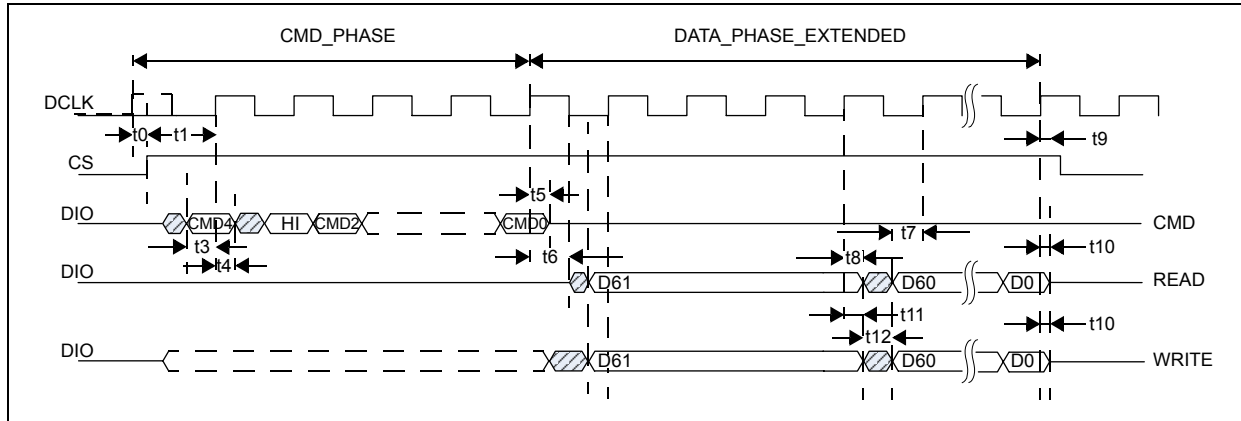 CMD_PHASE DATA_PHASE_EXTENDED
DCLK
t0 t1 t9
CS
t5
DIO CMD4 HI CMD2 CMD0 CMD
t3 t6 t7
t4 t8 t10
DIO D61 D60 D0 READ
t11
t12 t10
DIO D61 D60 D0 WRITE